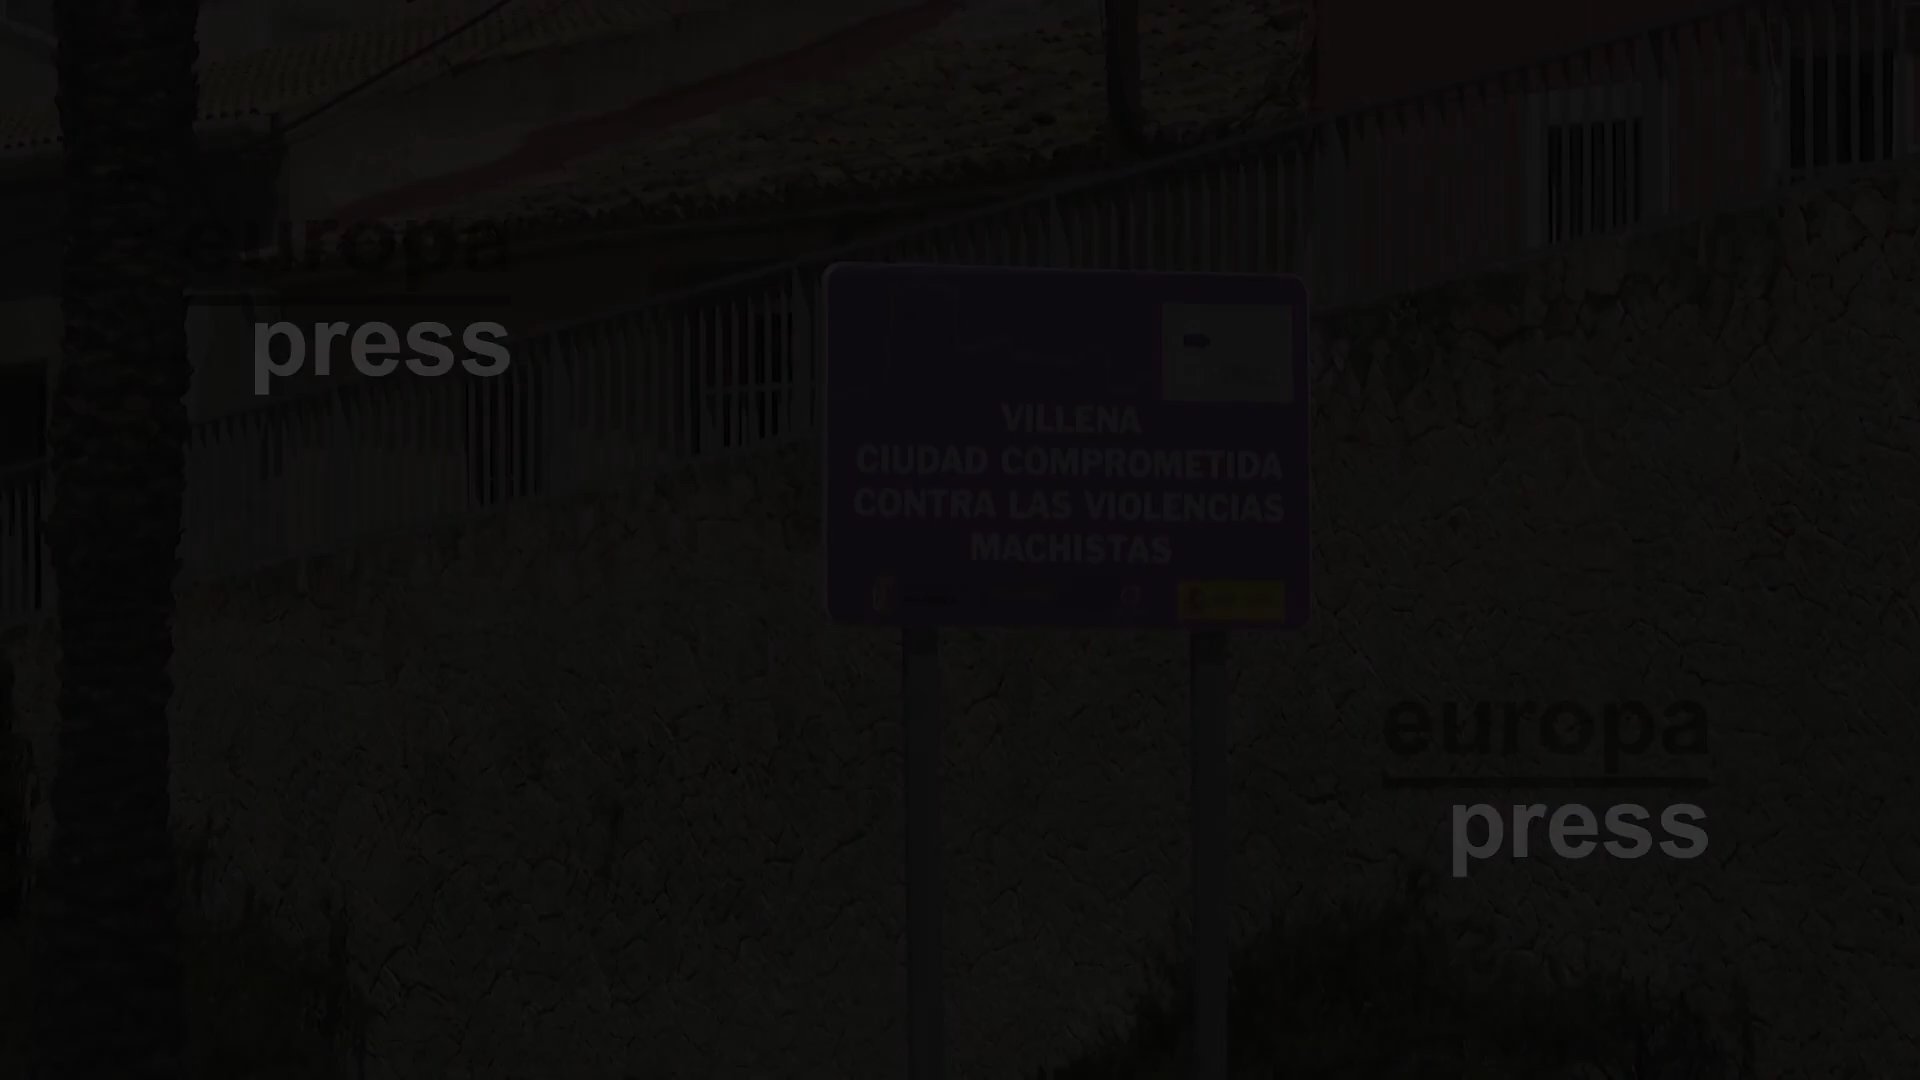 europa
press
VILLENA
CIUDAD COMPROMETIDA
CONTRA LAS VIOLENCIAS
MACHISTAS
europa
press